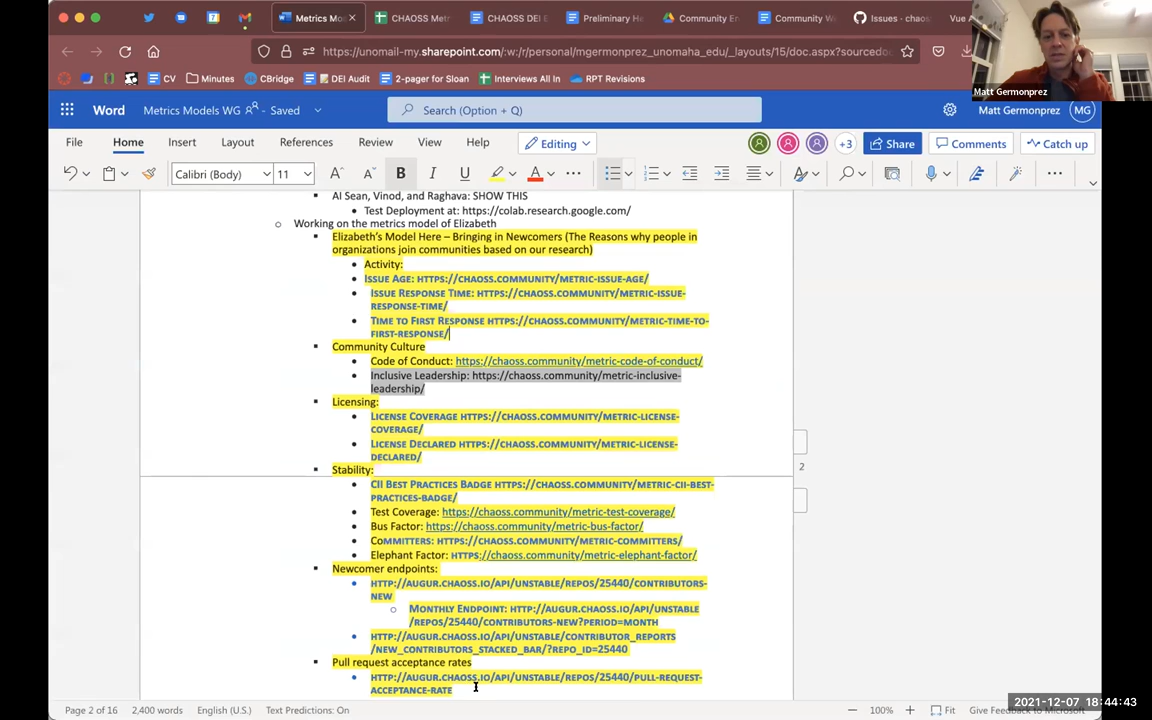 Metrics Mo
CHAOSS Metr
CHAOSS DEI E
Preliminary He
Community En
Community W
Issues - chaos
Vue A
https://unomail-my.sharepoint.com/:w:/r/personal/mgermonprez_unomaha_edu/_layouts/15/doc.aspx?sourcedo
CV
Minutes
CBridge
DEI Audit
2-pager for Sloan
Interviews All In
RPT Revisions
Matt Germonprez
Word
Metrics Models WG
- Saved
Search (Option + Q)
Matt Germonprez
MG
File
Home
Insert
Layout
References
Review
View
Help
Editing
+3
Share
Comments
Catch up
Calibri (Body)
11
AI Sean, Vinod, and Raghava: SHOW THIS
Test Deployment at: https://colab.research.google.com/
Working on the metrics model of Elizabeth
Elizabeth's Model Here – Bringing in Newcomers (The Reasons why people in
organizations join communities based on our research)
Activity:
ISSUE AGE: HTTPS://CHAOSS.COMMUNITY/METRIC-ISSUE-AGE/
ISSUE RESPONSE TIME: HTTPS://CHAOSS.COMMUNITY/METRIC-ISSUE-
RESPONSE-TIME/
TIME TO FIRST RESPONSE HTTPS://CHAOSS.COMMUNITY/METRIC-TIME-TO-
FIRST-RESPONSE/
Community Culture
Code of Conduct: https://chaoss.community/metric-code-of-conduct/
Inclusive Leadership: https://chaoss.community/metric-inclusive-
leadership/
Licensing:
LICENSE COVERAGE HTTPS://CHAOSS.COMMUNITY/METRIC-LICENSE-
COVERAGE/
LICENSE DECLARED HTTPS://CHAOSS.COMMUNITY/METRIC-LICENSE-
DECLARED/
2
Stability:
CII BEST PRACTICES BADGE HTTPS://CHAOSS.COMMUNITY/METRIC-CII-BEST-
PRACTICES-BADGE/
Test Coverage: https://chaoss.community/metric-test-coverage/
Bus Factor: https://chaoss.community/metric-bus-factor/
COMMITTERS: HTTPS://CHAOSS.COMMUNITY/METRIC-COMMITTERS/
Elephant Factor: HTTPS://chaoss.community/metric-elephant-factor/
Newcomer endpoints:
HTTP://AUGUR.CHAOSS.IO/API/UNSTABLE/REPOS/25440/CONTRIBUTORS-
NEW
MONTHLY ENDPOINT: HTTP://AUGUR.CHAOSS.IO/API/UNSTABLE
/REPOS/25440/CONTRIBUTORS-NEW?PERIOD=MONTH
HTTP://AUGUR.CHAOSS.IO/API/UNSTABLE/CONTRIBUTOR_REPORTS
/NEW_CONTRIBUTORS_STACKED_BAR/?REPO_ID=25440
Pull request acceptance rates
HTTP://AUGUR.CHAOSS.IO/API/UNSTABLE/REPOS/25440/PULL-REQUEST-
ACCEPTANCE-RATE
Page 2 of 16
2,400 words
English (U.S.)
Text Predictions: On
100%
Fit
Give Feedback to Microsoft
2021-12-07 18:44:43